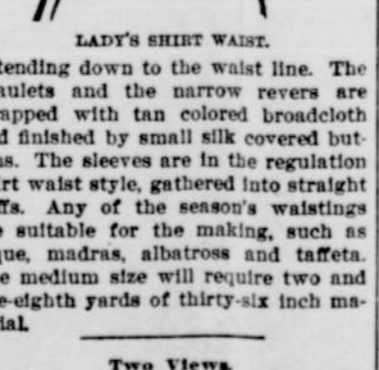 LADY'S SHIRT WAIST.
tending down to the waist line. The
aulets and the narrow revers are
apped with tan colored broadcloth
d finished by small silk covered but-
ns. The sleeves are in the regulation
rt waist style, gathered into straight
ffs. Any of the season's waistings
e suitable for the making, such as
que, madras, albatross and taffeta.
e medium size will require two and
e-eighth yards of thirty-six inch ma-
ial.
Two Views.